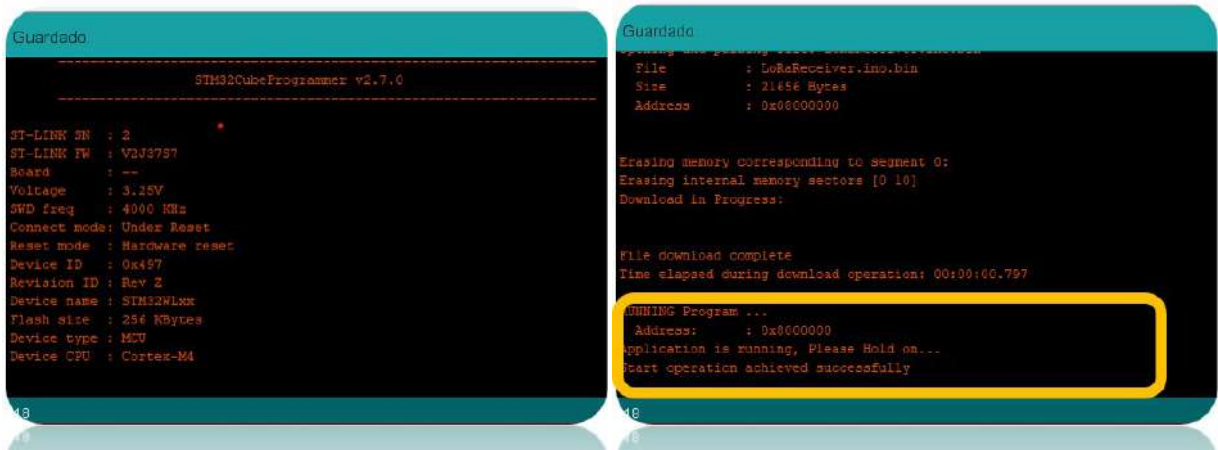 Guardado
STM32CubeProgrammer v2.7.0
ST-LINK SN : 2
ST-LINK FW : V2J37S7
Board : --
Voltage : 3.25V
SWD freq : 4000 KHz
Connect mode: Under Reset
Reset mode : Hardware reset
Device ID : 0x497
Revision ID : Rev Z
Device name : STM32WLxx
Flash size : 256 KBytes
Device type : MCU
Device CPU : Cortex-M4
18
Guardado
File : LoRaReceiver.ino.bin
Size : 21656 Bytes
Address : 0x08000000
Erasing memory corresponding to segment 0:
Erasing internal memory sectors [0 10]
Download in Progress:
File download complete
Time elapsed during download operation: 00:00:00.797
RUNNING Program ...
Address: : 0x8000000
Application is running, Please Hold on...
Start operation achieved successfully
18